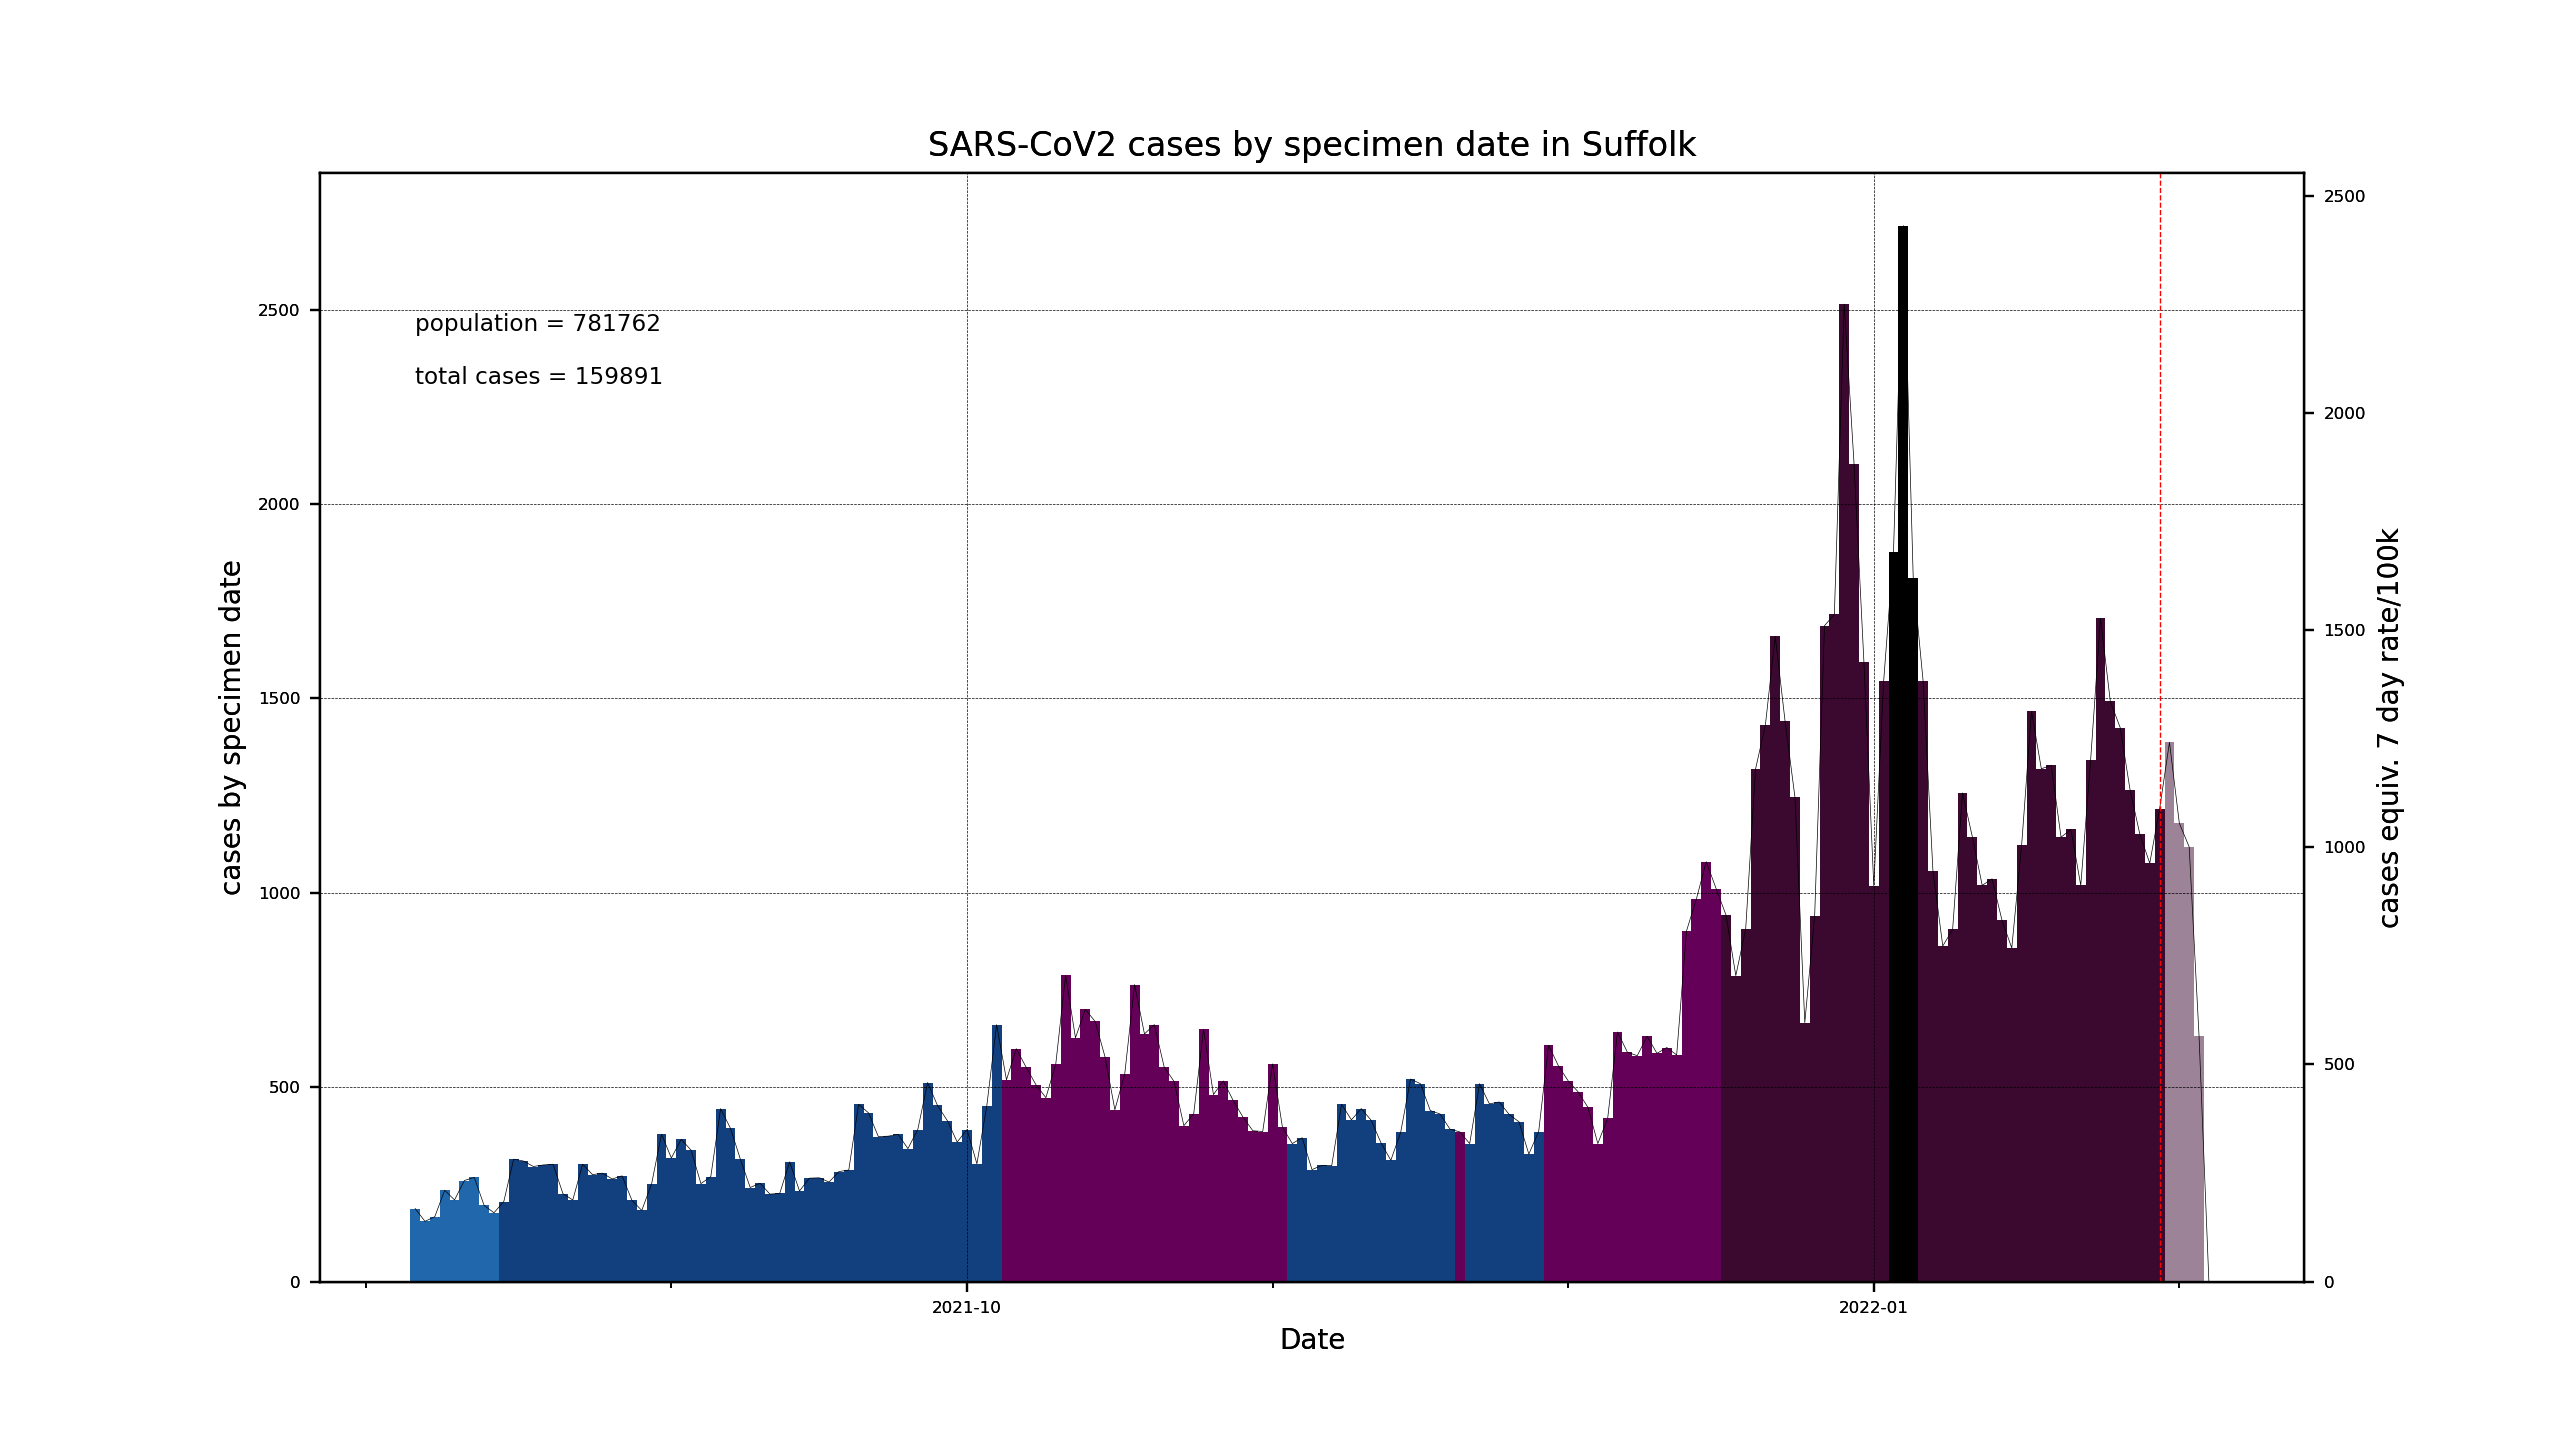 SARS-CoV2 cases by specimen date in Suffolk
population = 781762
total cases = 159891
cases by specimen date
2500
2000
1500
1000
500
0
2500
2000
1500
1000
500
0
cases equiv. 7 day rate/100k
2021-10
2022-01
Date